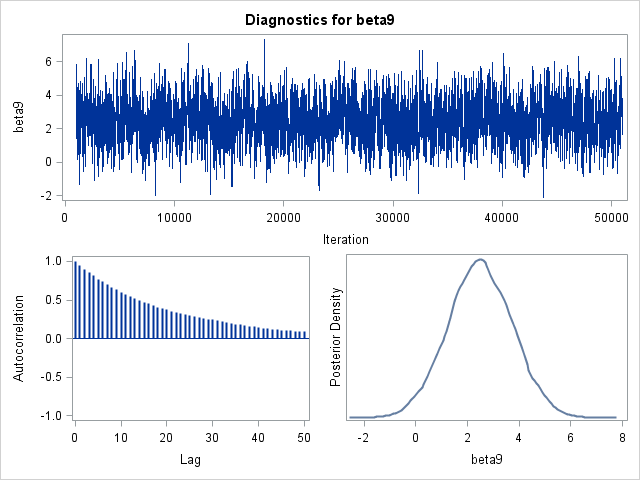 Diagnostics for beta9
beta9
6
4
2
0
-2
0 10000 20000 30000 40000 50000
Iteration
Autocorrelation
1.0
0.5
0.0
-0.5
-1.0
0 10 20 30 40 50
Lag
Posterior Density
-2 0 2 4 6 8
beta9